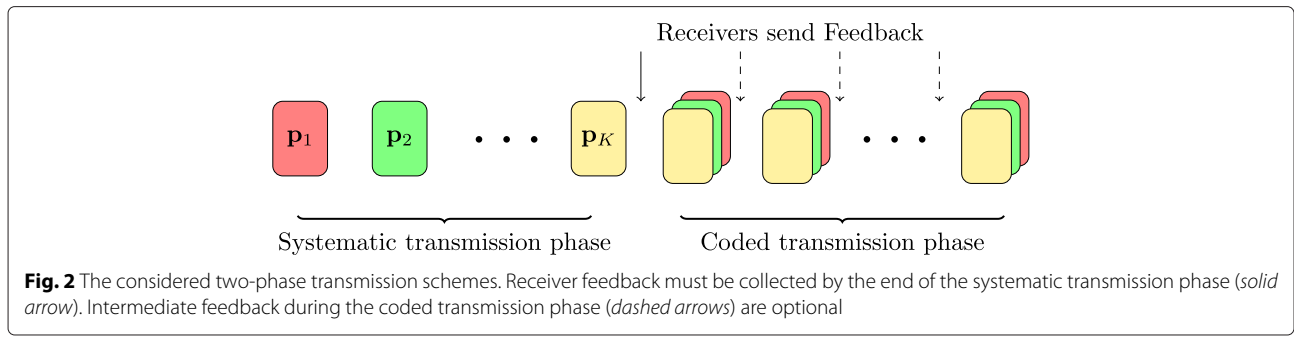 Receivers send Feedback
p1 p2 . . . pK . . .
Systematic transmission phase Coded transmission phase
Fig. 2 The considered two-phase transmission schemes. Receiver feedback must be collected by the end of the systematic transmission phase (solid
arrow). Intermediate feedback during the coded transmission phase (dashed arrows) are optional